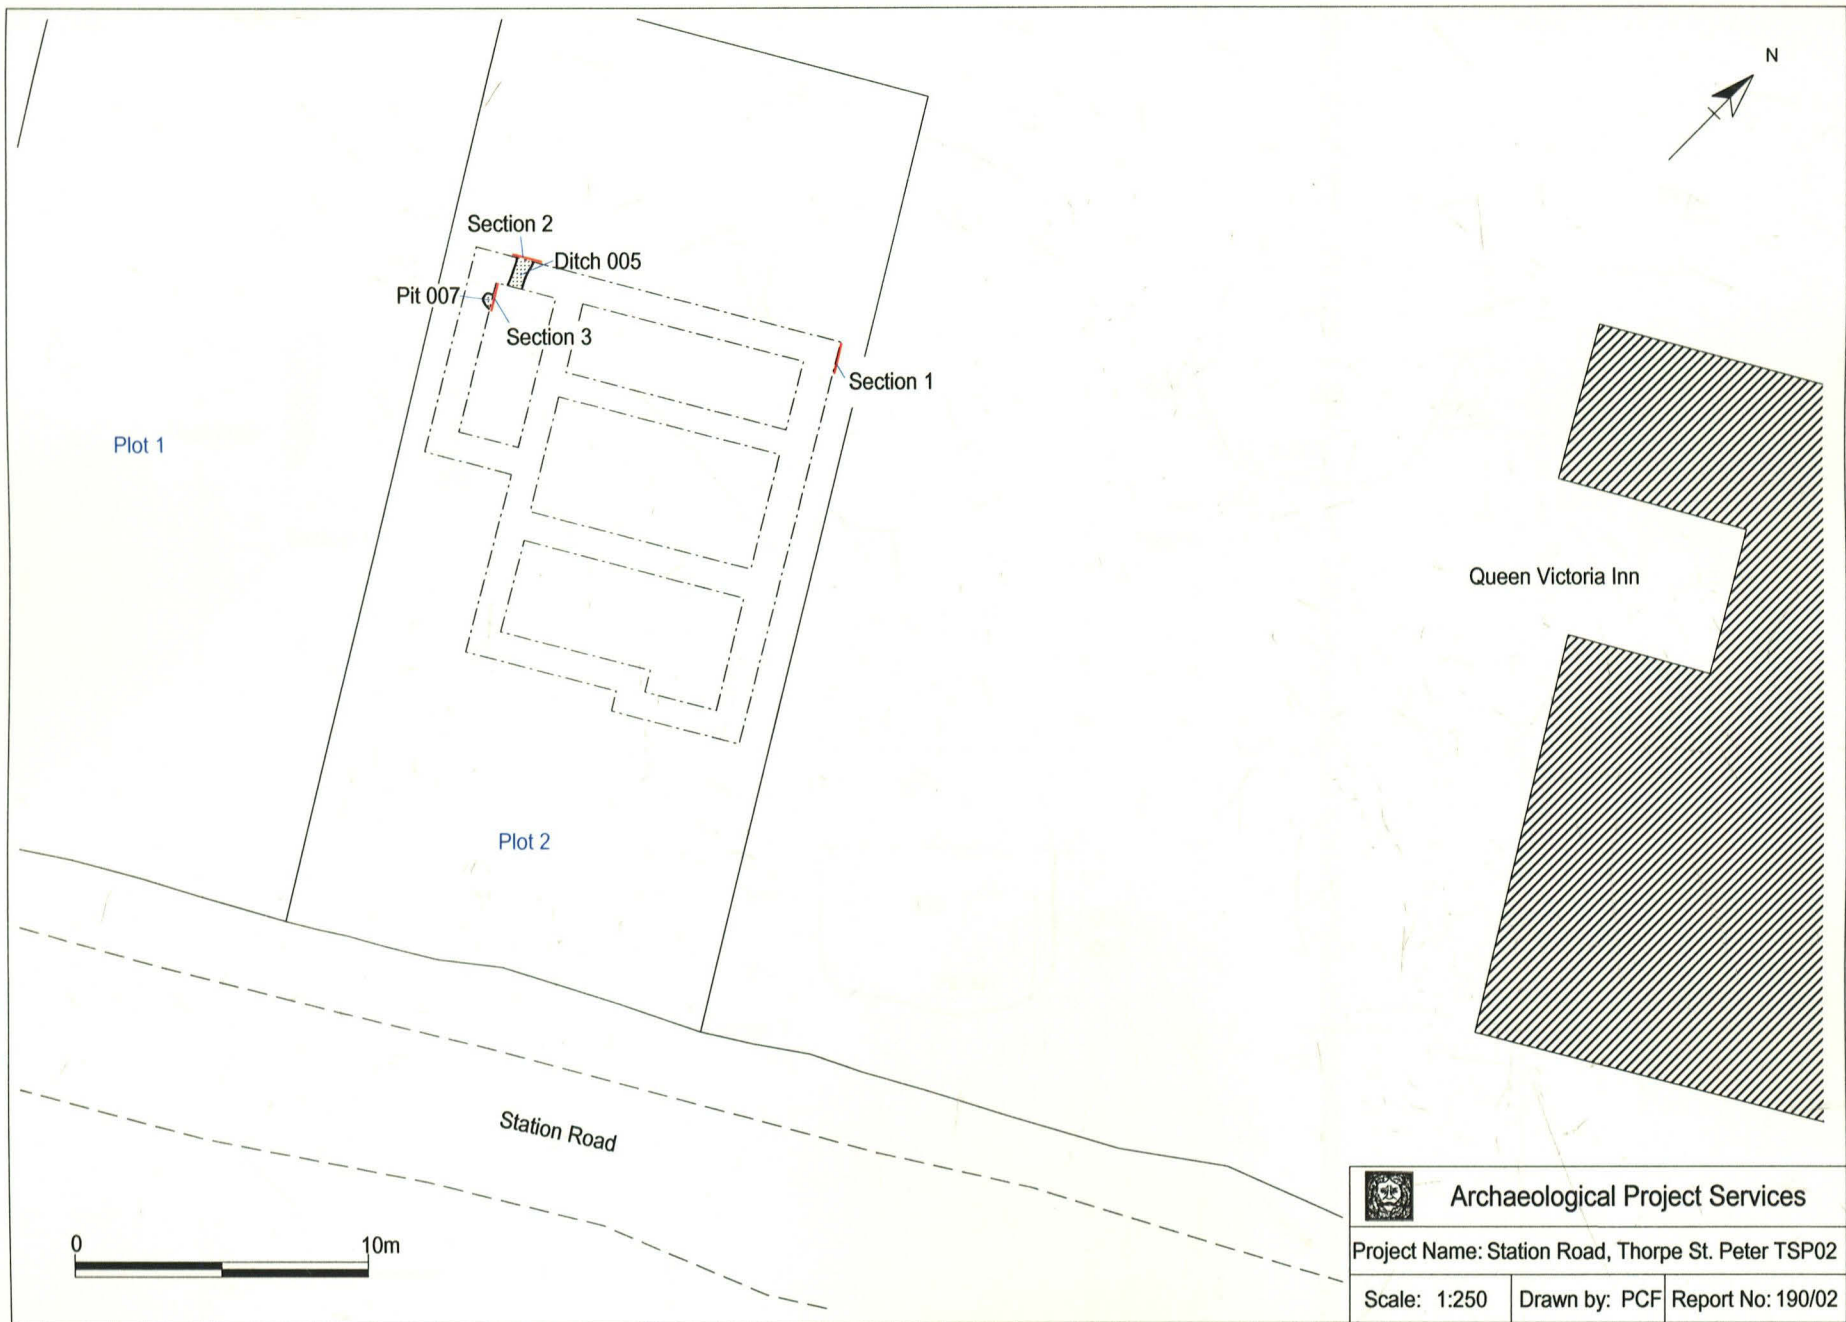 N
Section 2
Ditch 005
Pit 007
Section 3
Section 1
Plot 1
Queen Victoria Inn
Plot 2
Station Road
0 10m
Archaeological Project Services
Project Name: Station Road, Thorpe St. Peter TSP02
Scale: 1:250 Drawn by: PCF Report No: 190/02